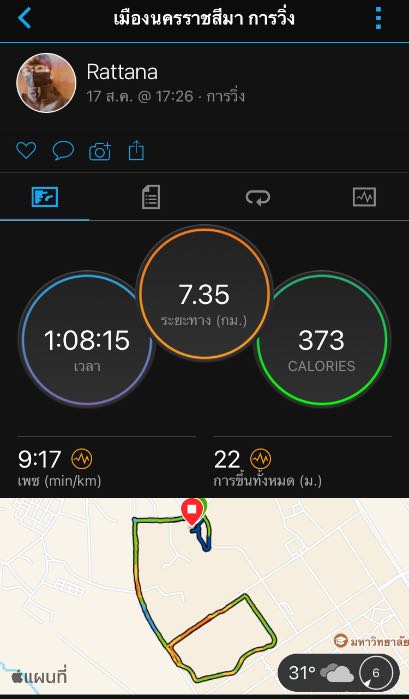 เมืองนครราชสีมา การวิ่ง
Rattana
17 ส.ค. @ 17:26 · การวิ่ง
7.35
ระยะทาง (กม.)
1:08:15
เวลา
373
CALORIES
9:17
เพซ (min/km)
22
การขึ้นทั้งหมด (ม.)
มหาวิทยาลัย
แผนที่
31°
6